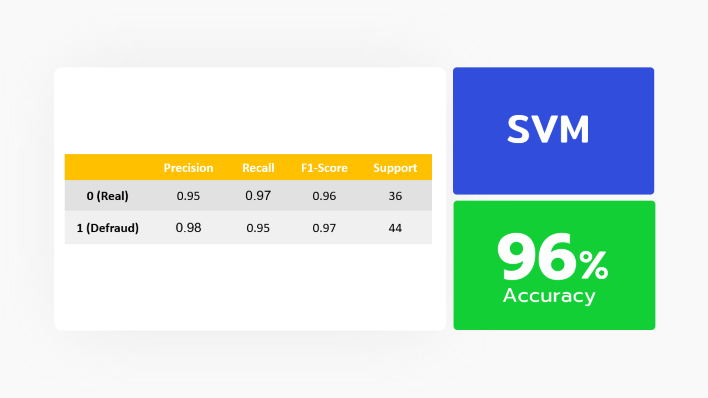 Precision Recall F1-Score Support
0 (Real) 0.95 0.97 0.96 36
1 (Defraud) 0.98 0.95 0.97 44
SVM
96%
Accuracy